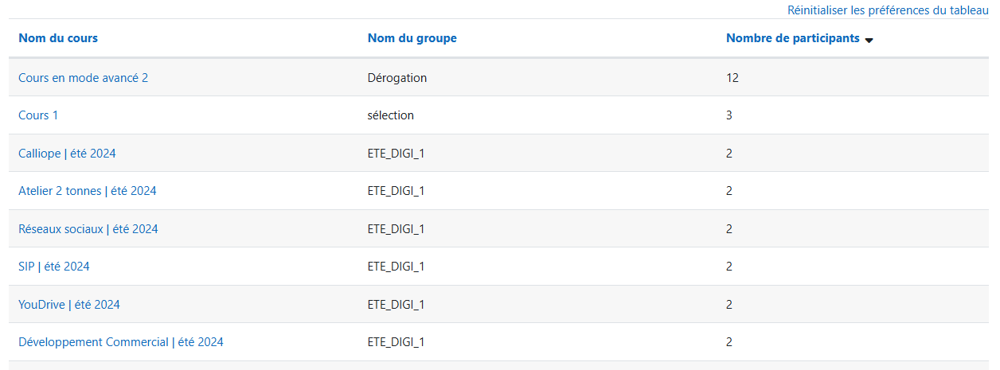 Réinitialiser les préférences du tableau
Nom du cours Nom du groupe Nombre de participants
Cours en mode avancé 2 Dérogation 12
Cours 1 sélection 3
Calliope | été 2024 ETE_DIGI_1 2
Atelier 2 tonnes | été 2024 ETE_DIGI_1 2
Réseaux sociaux | été 2024 ETE_DIGI_1 2
SIP | été 2024 ETE_DIGI_1 2
YouDrive | été 2024 ETE_DIGI_1 2
Développement Commercial | été 2024 ETE_DIGI_1 2